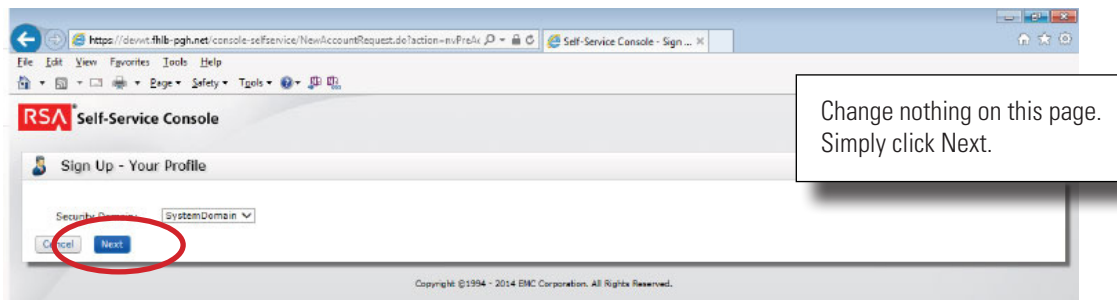 https://devwt.fhlb-pgh.net/console-selfservice/NewAccountRequest.do?action=nvPreAc
Self-Service Console - Sign ...
File Edit View Favorites Tools Help
Page Safety Tools
RSA Self-Service Console
Change nothing on this page.
Simply click Next.
Sign Up - Your Profile
Security Domain: SystemDomain
Cancel Next
Copyright ©1994 - 2014 EMC Corporation. All Rights Reserved.